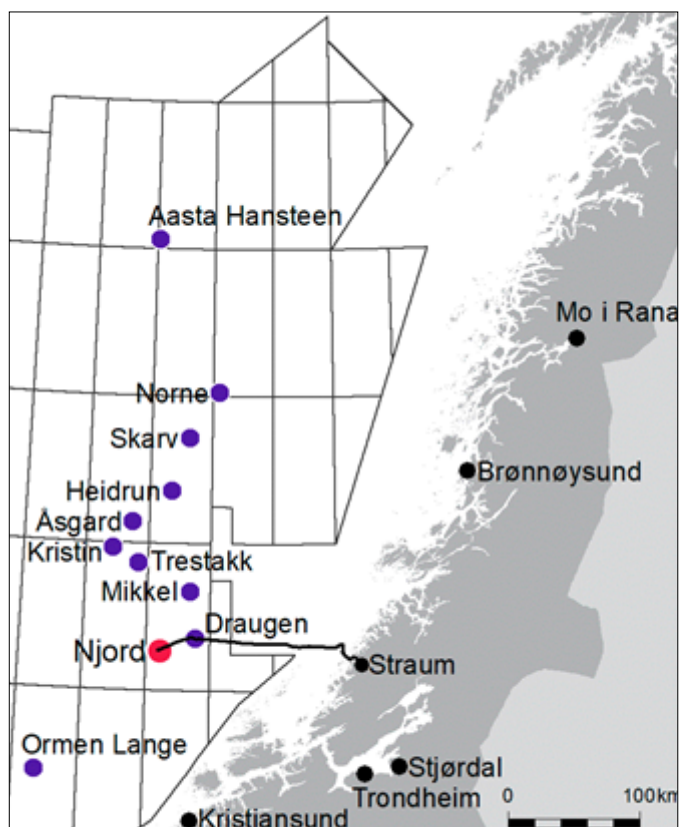 Aasta Hansteen
Mo i Rana
Norne
Skarv
Brønnøysund
Heidrun
Åsgard
Kristin
Trestakk
Mikkel
Draugen
Njord
Straum
Ormen Lange
Stjørdal
Trondheim
0 100km
Kristiansund